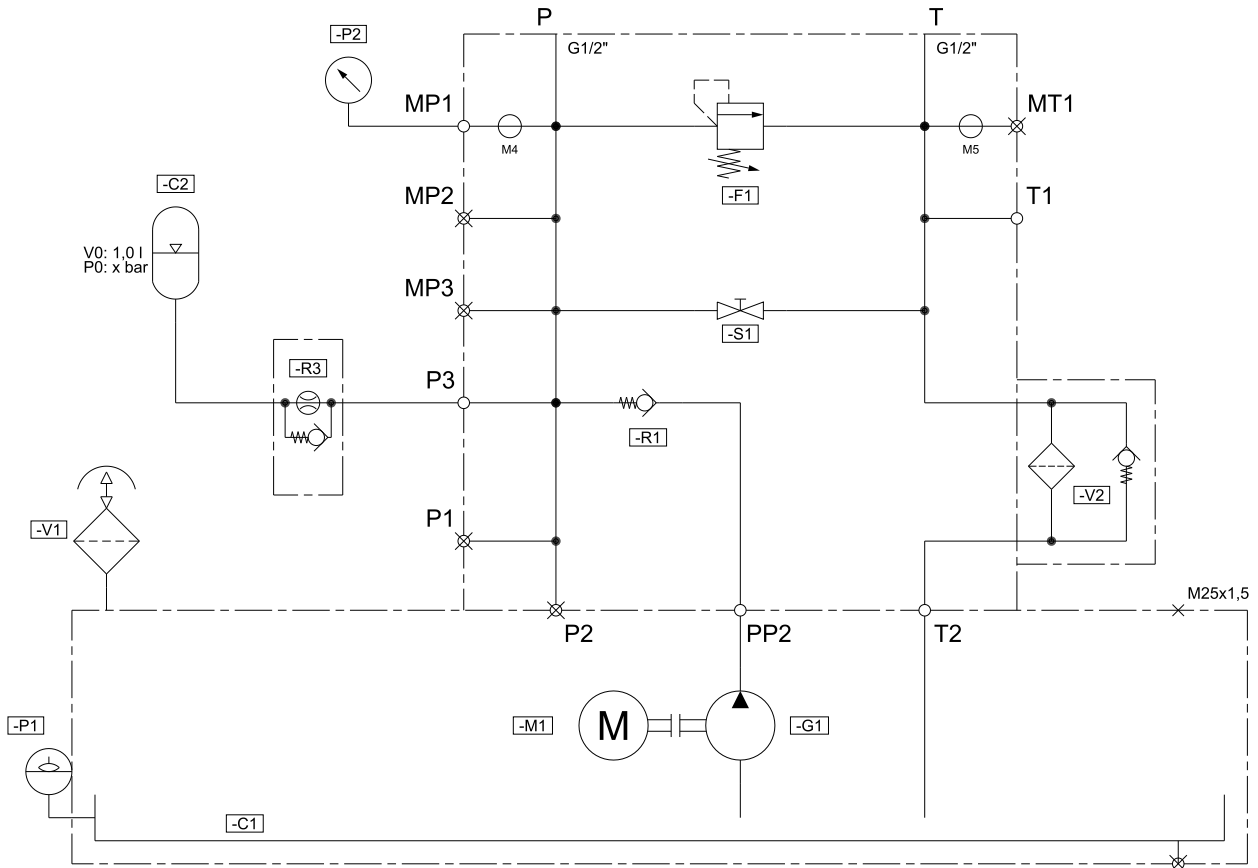 P
T
-P2
G1/2"
G1/2"
MP1
MT1
M4
M5
-C2
-F1
MP2
T1
V0: 1,0 l
P0: x bar
MP3
-S1
-R3
P3
-R1
-V2
P1
-V1
M25x1,5
P2
PP2
T2
-P1
-M1
M
-G1
-C1